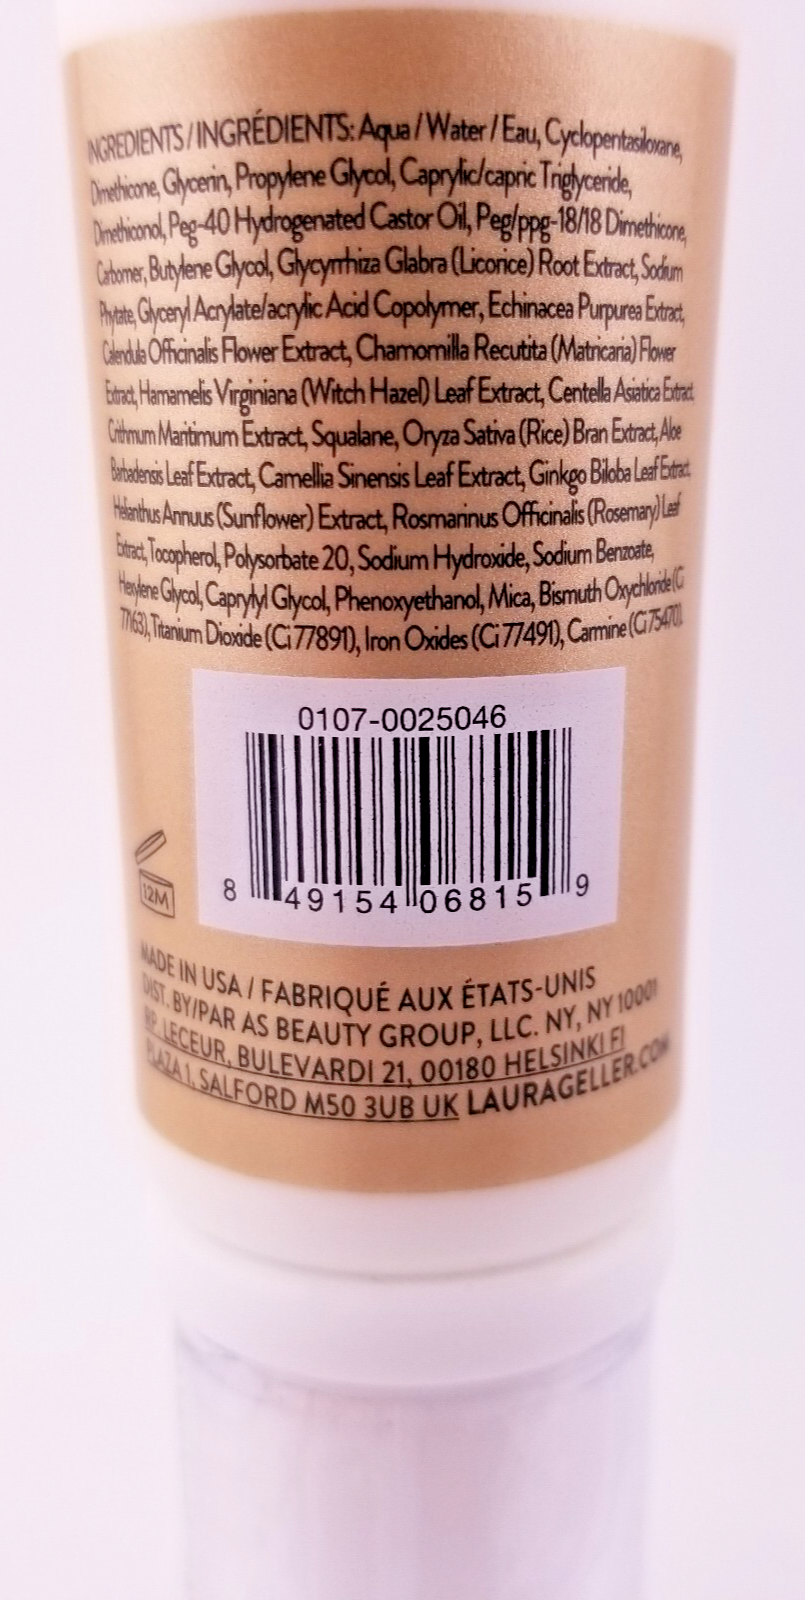 INGREDIENTS / INGRÉDIENTS: Aqua / Water / Eau, Cyclopentasiloxane,
Dimethicone, Glycerin, Propylene Glycol, Caprylic/capric Triglyceride,
Dimethiconol, Peg-40 Hydrogenated Castor Oil, Peg/ppg-18/18 Dimethicone,
Carbomer, Butylene Glycol, Glycyrrhiza Glabra (Licorice) Root Extract, Sodium
Phytate, Glyceryl Acrylate/acrylic Acid Copolymer, Echinacea Purpurea Extract,
Calendula Officinalis Flower Extract, Chamomilla Recutita (Matricaria) Flower
Extract, Hamamelis Virginiana (Witch Hazel) Leaf Extract, Centella Asiatica Extract
Crithmum Maritimum Extract, Squalane, Oryza Sativa (Rice) Bran Extract, Aloe
Barbadensis Leaf Extract, Camellia Sinensis Leaf Extract, Ginkgo Biloba Leaf Extract,
Helianthus Annuus (Sunflower) Extract, Rosmarinus Officinalis (Rosemary) Leaf
Extract, Tocopherol, Polysorbate 20, Sodium Hydroxide, Sodium Benzoate,
Hexylene Glycol, Caprylyl Glycol, Phenoxyethanol, Mica, Bismuth Oxychloride (C
77163), Titanium Dioxide (Ci 77891), Iron Oxides (Ci 77491), Carmine (Ci 75470).
0107-0025046
8 49154 06815 9
12M
MADE IN USA / FABRIQUÉ AUX ÉTATS-UNIS
DIST. BY/PAR AS BEAUTY GROUP, LLC. NY, NY 10001
RP. LECEUR, BULEVARDI 21, 00180 HELSINKI FI
PLAZA 1, SALFORD M50 3UB UK LAURAGELLER.COM